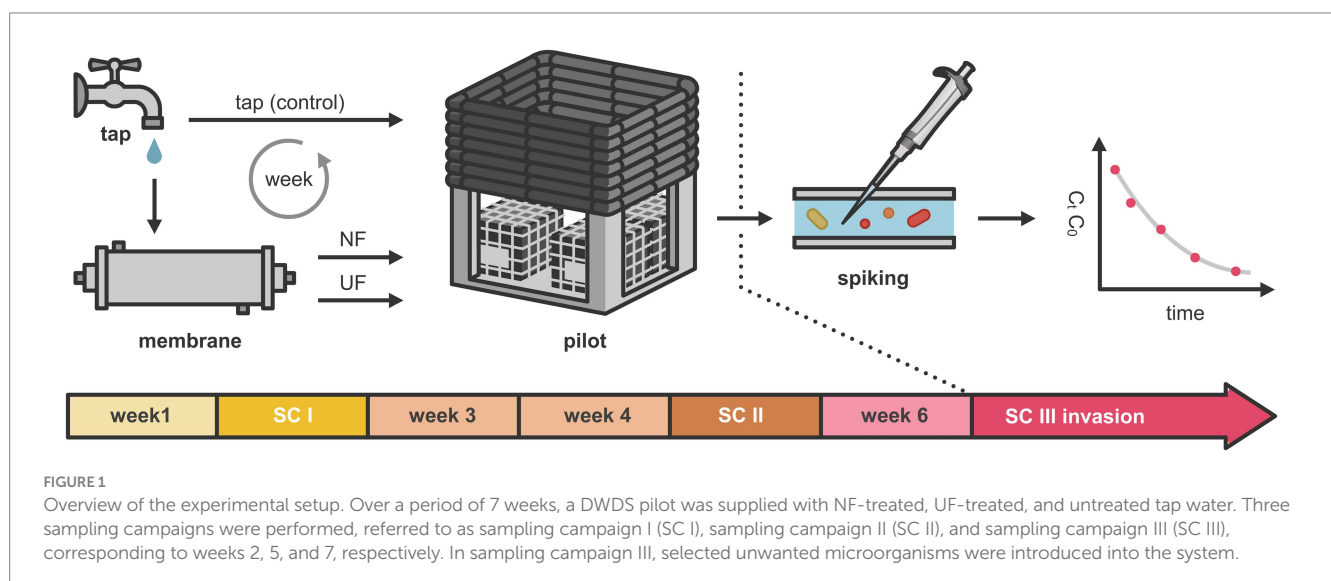 tap (control)
tap
week
NF
UF
membrane
pilot
spiking
Ct C0
time
week1 SC I week 3 week 4 SC II week 6 SC III invasion
FIGURE 1
Overview of the experimental setup. Over a period of 7 weeks, a DWDS pilot was supplied with NF-treated, UF-treated, and untreated tap water. Three
sampling campaigns were performed, referred to as sampling campaign I (SC I), sampling campaign II (SC II), and sampling campaign III (SC III),
corresponding to weeks 2, 5, and 7, respectively. In sampling campaign III, selected unwanted microorganisms were introduced into the system.